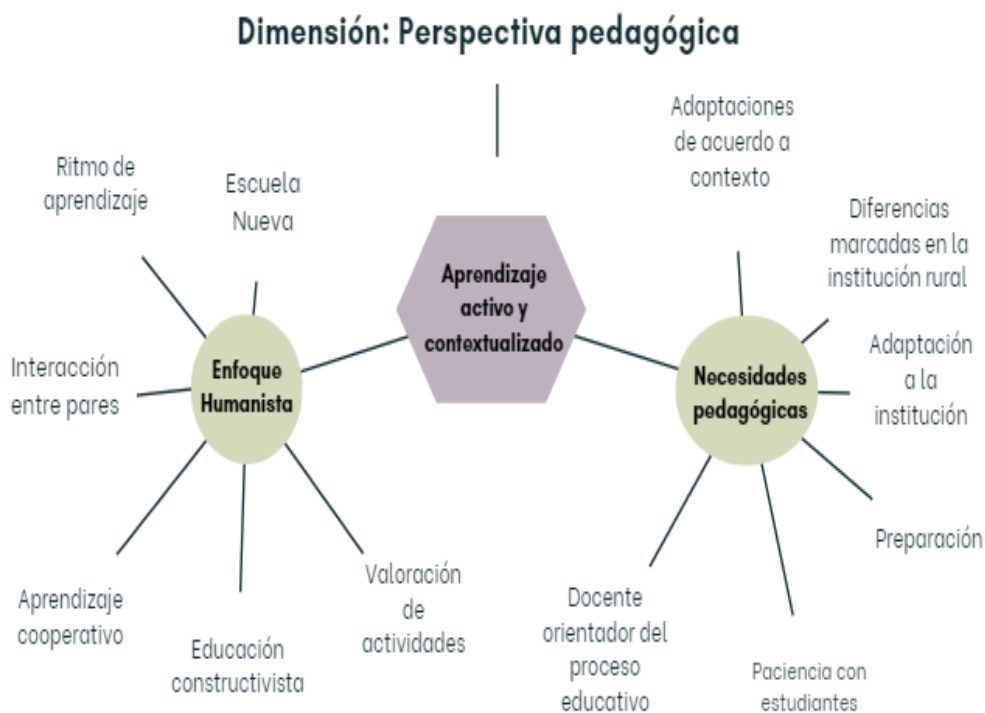 Dimensión: Perspectiva pedagógica
Ritmo de
aprendizaje
Escuela
Nueva
Interacción
entre pares
Enfoque
Humanista
Aprendizaje
cooperativo
Educación
constructivista
Valoración
de
actividades
Aprendizaje
activo y
contextualizado
Adaptaciones
de acuerdo a
contexto
Diferencias
marcadas en la
institución rural
Adaptación
a la
institución
Necesidades
pedagógicas
Preparación
Docente
orientador del
proceso
educativo
Paciencia con
estudiantes